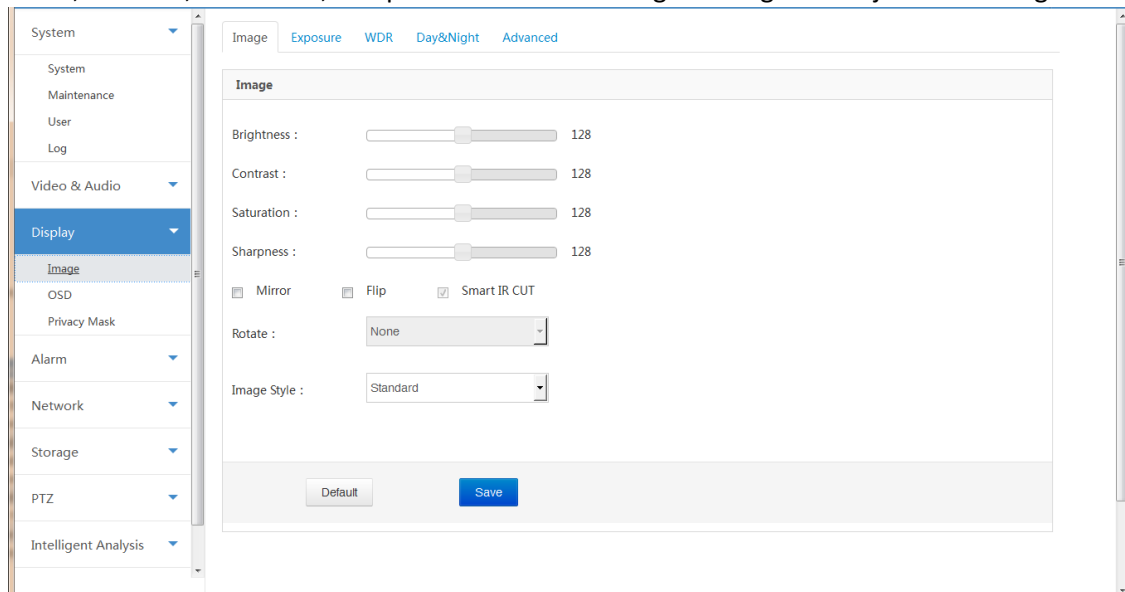 System
System
Maintenance
User
Log
Video & Audio
Display
Image
OSD
Privacy Mask
Alarm
Network
Storage
PTZ
Intelligent Analysis
Image Exposure WDR Day&Night Advanced
Image
Brightness : 128
Contrast : 128
Saturation : 128
Sharpness : 128
Mirror Flip Smart IR CUT
Rotate : None
Image Style : Standard
Default Save